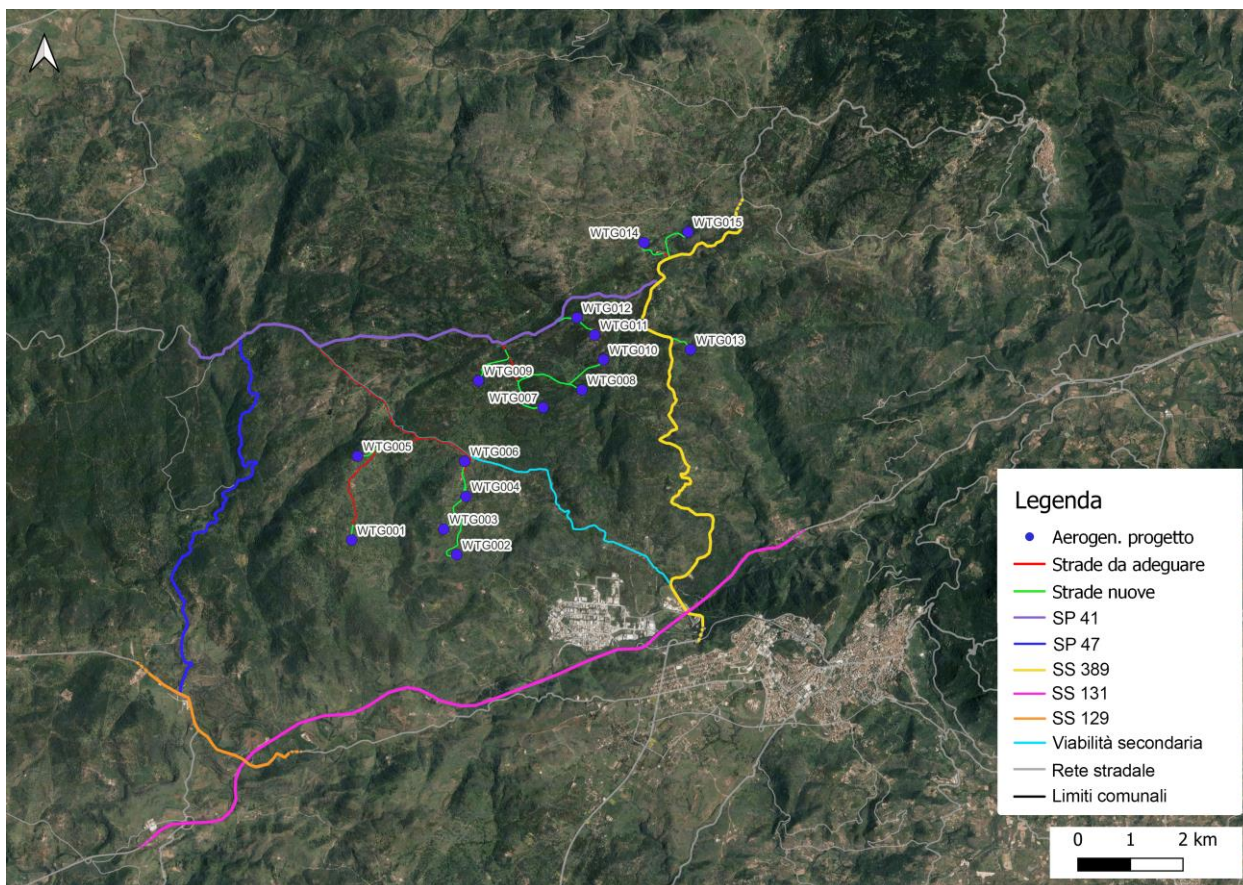 WTG015
WTG014
WTG012
WTG011
WTG013
WTG010
WTG009
WTG008
WTG007
WTG005
WTG006
WTG004
WTG003
WTG001
WTG002
Legenda
Aerogen. progetto
Strade da adeguare
Strade nuove
SP 41
SP 47
SS 389
SS 131
SS 129
Viabilità secondaria
Rete stradale
Limiti comunali
0 1 2 km